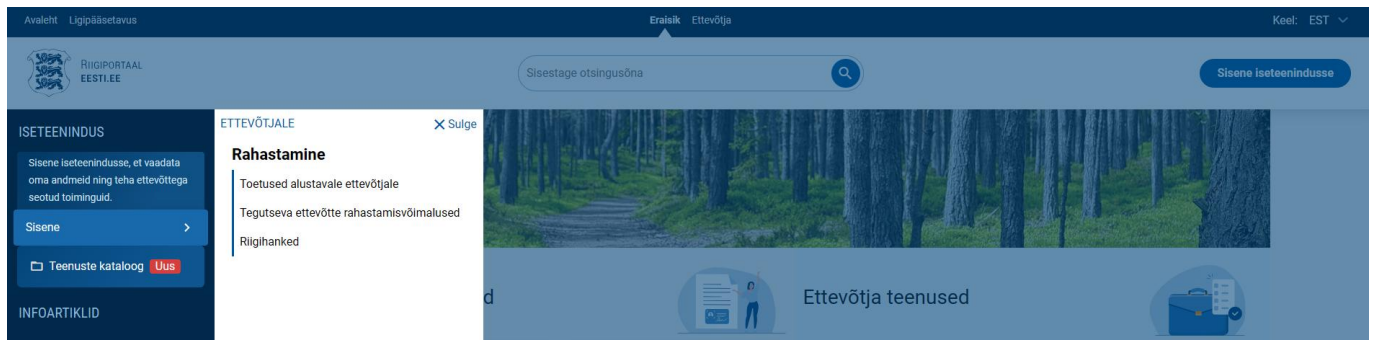 Avaleht Ligipääsetavus Eraisik Ettevõtja Keel: EST
RIIGIPORTAAL
EESTI.EE
Sisestage otsingusõna
Sisene iseteenindusse
ISETEENINDUS
Sisene iseteenindusse, et vaadata
oma andmeid ning teha ettevõttega
seotud toiminguid.
Sisene
Teenuste kataloog Uus
INFOARTIKLID
ETTEVÕTJALE Sulge
Rahastamine
Toetused alustavale ettevõtjale
Tegutseva ettevõtte rahastamisvõimalused
Riigihanked
d
Ettevõtja teenused